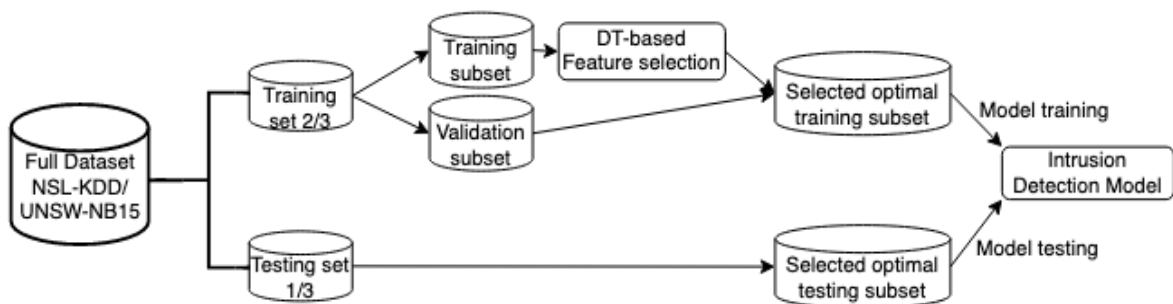 Full Dataset
NSL-KDD/
UNSW-NB15
Training
set 2/3
Training
subset
DT-based
Feature selection
Validation
subset
Selected optimal
training subset
Model training
Intrusion
Detection Model
Testing set
1/3
Selected optimal
testing subset
Model testing